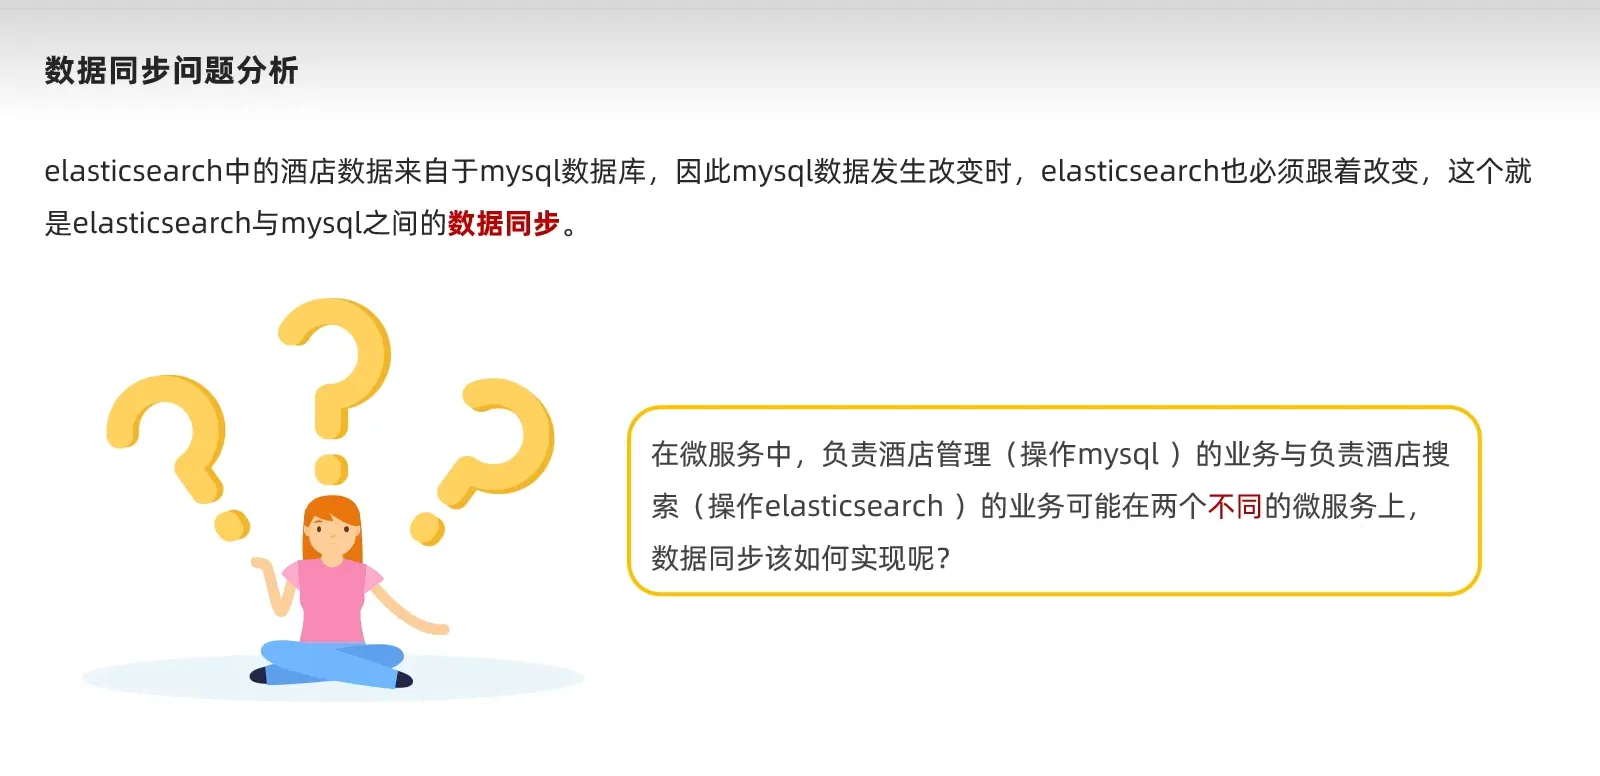 数据同步问题分析
elasticsearch中的酒店数据来自于mysql数据库，因此mysql数据发生改变时，elasticsearch也必须跟着改变，这个就
是elasticsearch与mysql之间的数据同步。
在微服务中，负责酒店管理（操作mysql ）的业务与负责酒店搜
索（操作elasticsearch ）的业务可能在两个不同的微服务上，
数据同步该如何实现呢？